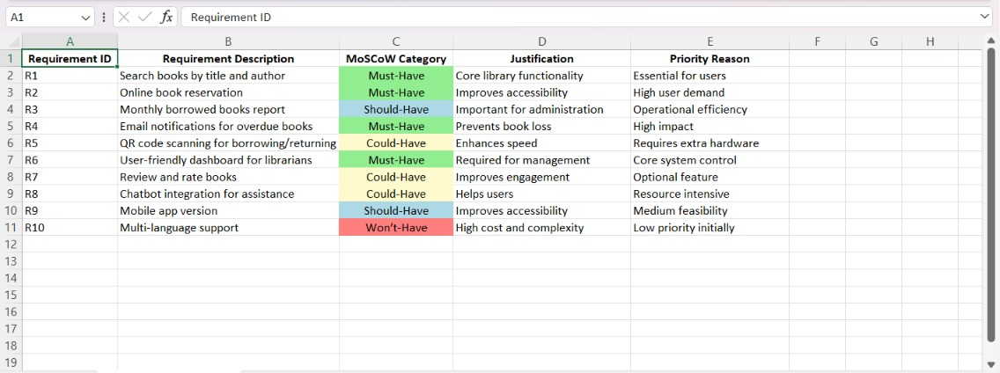 A1 fx Requirement ID
A B C D E F G H
1 Requirement ID Requirement Description MoSCoW Category Justification Priority Reason
2 R1 Search books by title and author Must-Have Core library functionality Essential for users
3 R2 Online book reservation Must-Have Improves accessibility High user demand
4 R3 Monthly borrowed books report Should-Have Important for administration Operational efficiency
5 R4 Email notifications for overdue books Must-Have Prevents book loss High impact
6 R5 QR code scanning for borrowing/returning Could-Have Enhances speed Requires extra hardware
7 R6 User-friendly dashboard for librarians Must-Have Required for management Core system control
8 R7 Review and rate books Could-Have Improves engagement Optional feature
9 R8 Chatbot integration for assistance Could-Have Helps users Resource intensive
10 R9 Mobile app version Should-Have Improves accessibility Medium feasibility
11 R10 Multi-language support Won’t-Have High cost and complexity Low priority initially
12
13
14
15
16
17
18
19